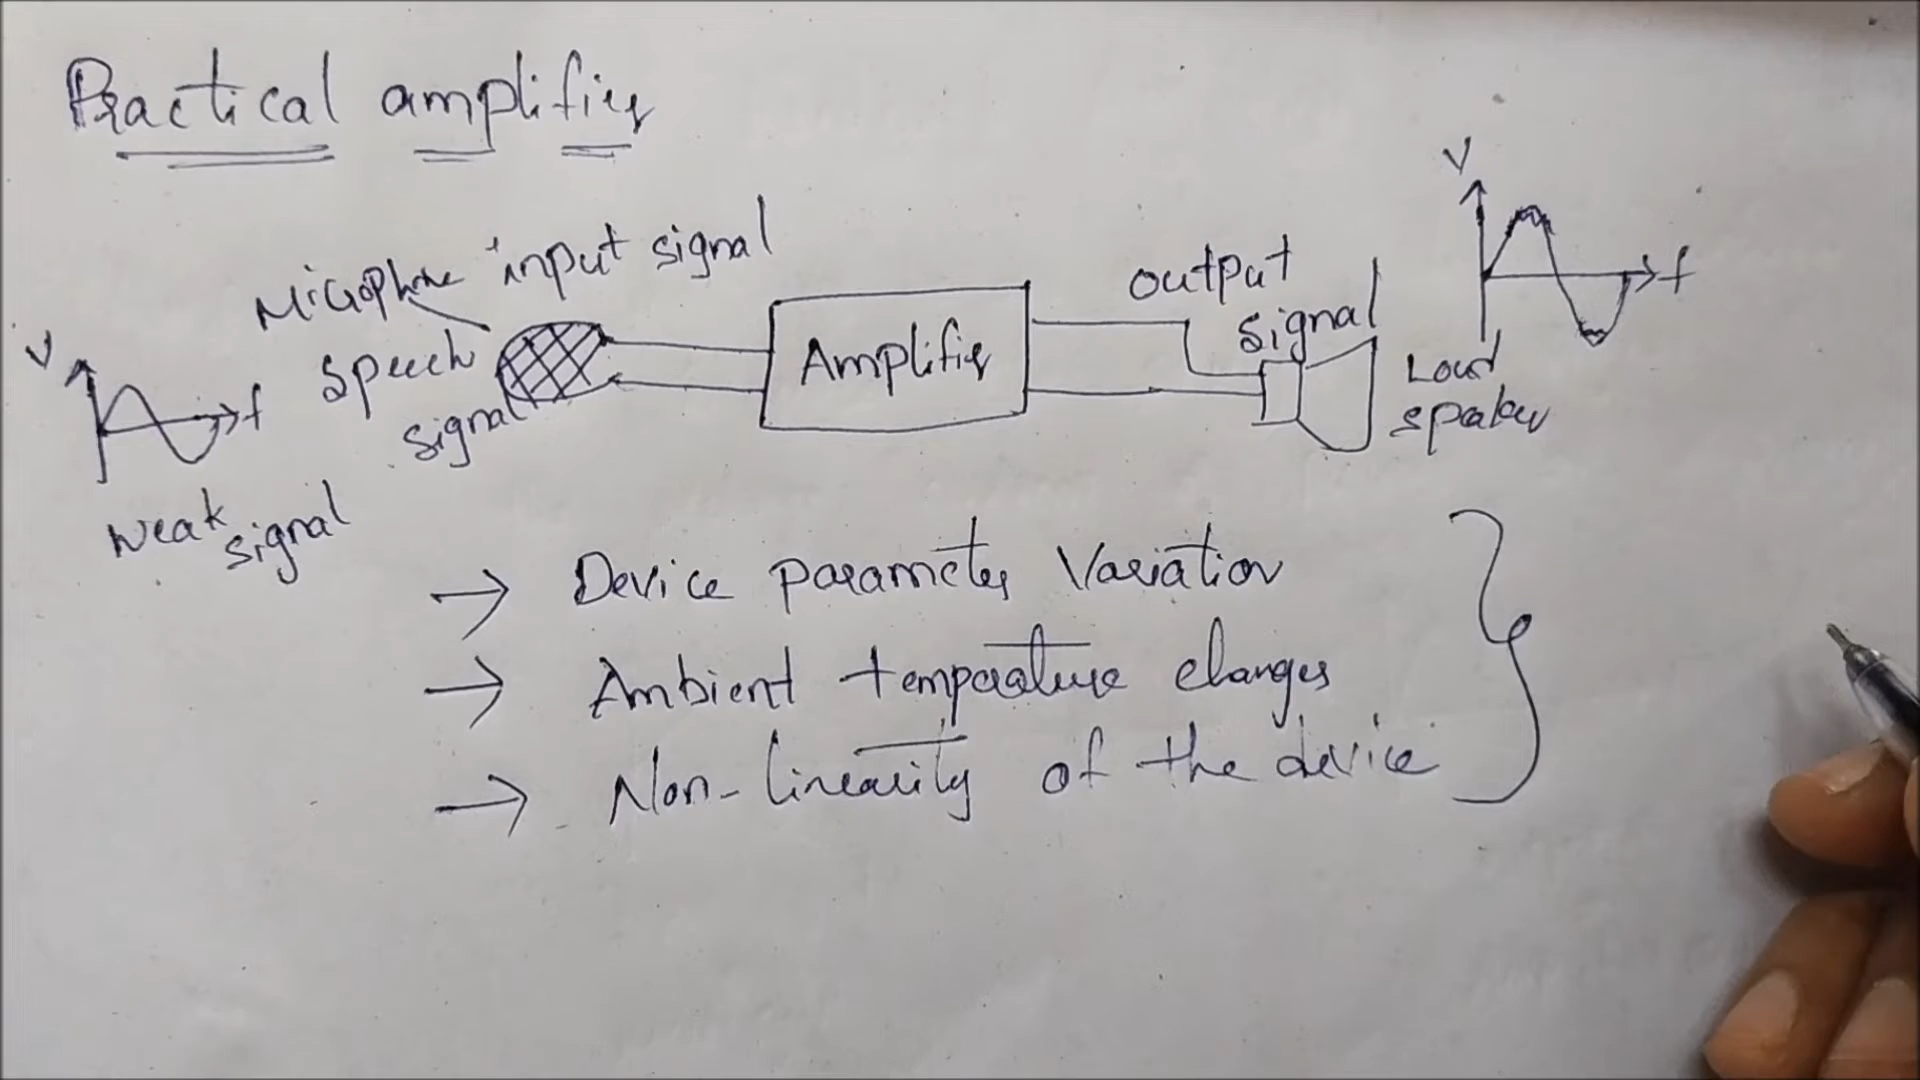 Practical amplifier
Microphone input signal
speech
signal
V
f
weak
signal
Amplifier
output
signal
V
f
Loud
speaker
→ Device parameter Variation
→ Ambient temperature changes
→ Non-linearity of the device